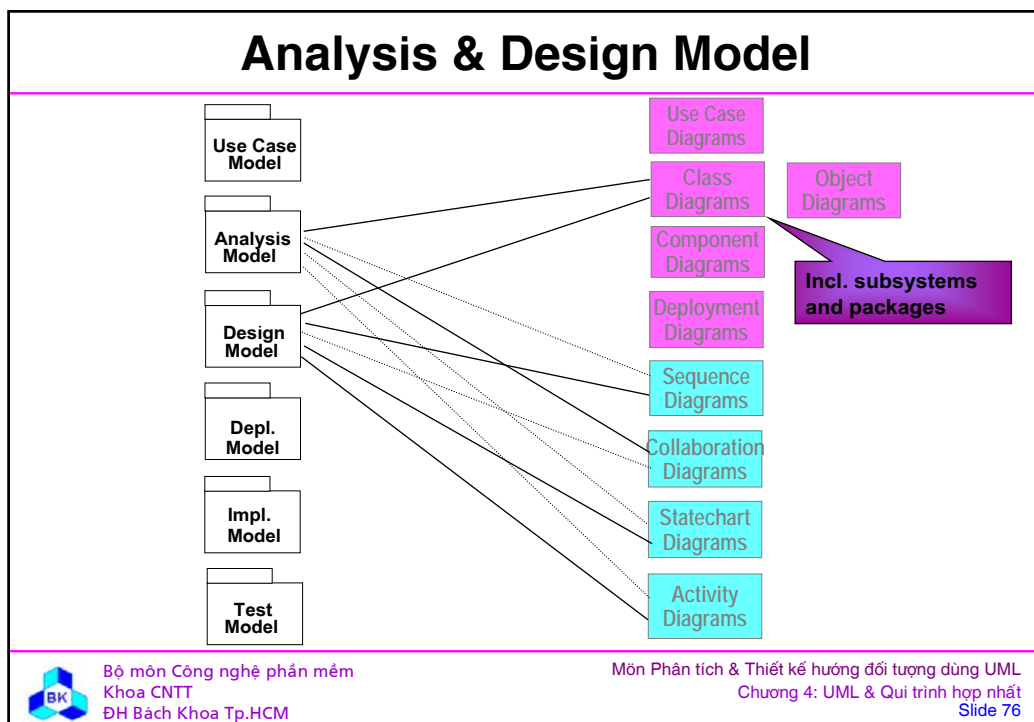 Analysis & Design Model
Use Case
Model
Analysis
Model
Design
Model
Depl.
Model
Impl.
Model
Test
Model
Use Case
Diagrams
Class
Diagrams
Object
Diagrams
Component
Diagrams
Deployment
Diagrams
Sequence
Diagrams
Collaboration
Diagrams
Statechart
Diagrams
Activity
Diagrams
Incl. subsystems
and packages
BK
Bộ môn Công nghệ phần mềm
Khoa CNTT
ĐH Bách Khoa Tp.HCM
Mön Phân tích & Thiết kế hướng đối tượng dùng UML
Chương 4: UML & Qui trình hợp nhất
Slide 76